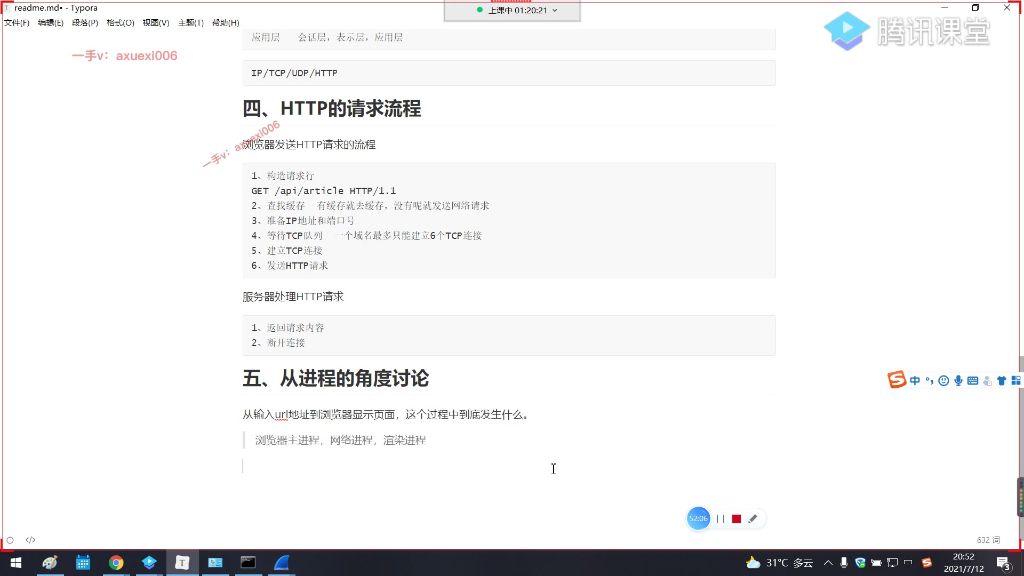 readme.md• - Typora
上课中 01:20:21
文件(F) 编辑(E) 段落(P) 格式(O) 视图(V) 主题(T) 帮助(H)
腾讯课堂
一手v：axuexi006
应用层 会话层，表示层，应用层
IP/TCP/UDP/HTTP
四、HTTP的请求流程
一手v：axuexi006
浏览器发送HTTP请求的流程
1、构造请求行
GET /api/article HTTP/1.1
2、查找缓存 有缓存就去缓存，没有呢就发送网络请求
3、准备IP地址和端口号
4、等待TCP队列 一个域名最多只能建立6个TCP连接
5、建立TCP连接
6、发送HTTP请求
服务器处理HTTP请求
1、返回请求内容
2、断开连接
五、从进程的角度讨论
中
从输入url地址到浏览器显示页面，这个过程中到底发生什么。
浏览器主进程，网络进程，渲染进程
52:06
632 词
31°C 多云
20:52
2021/7/12
3